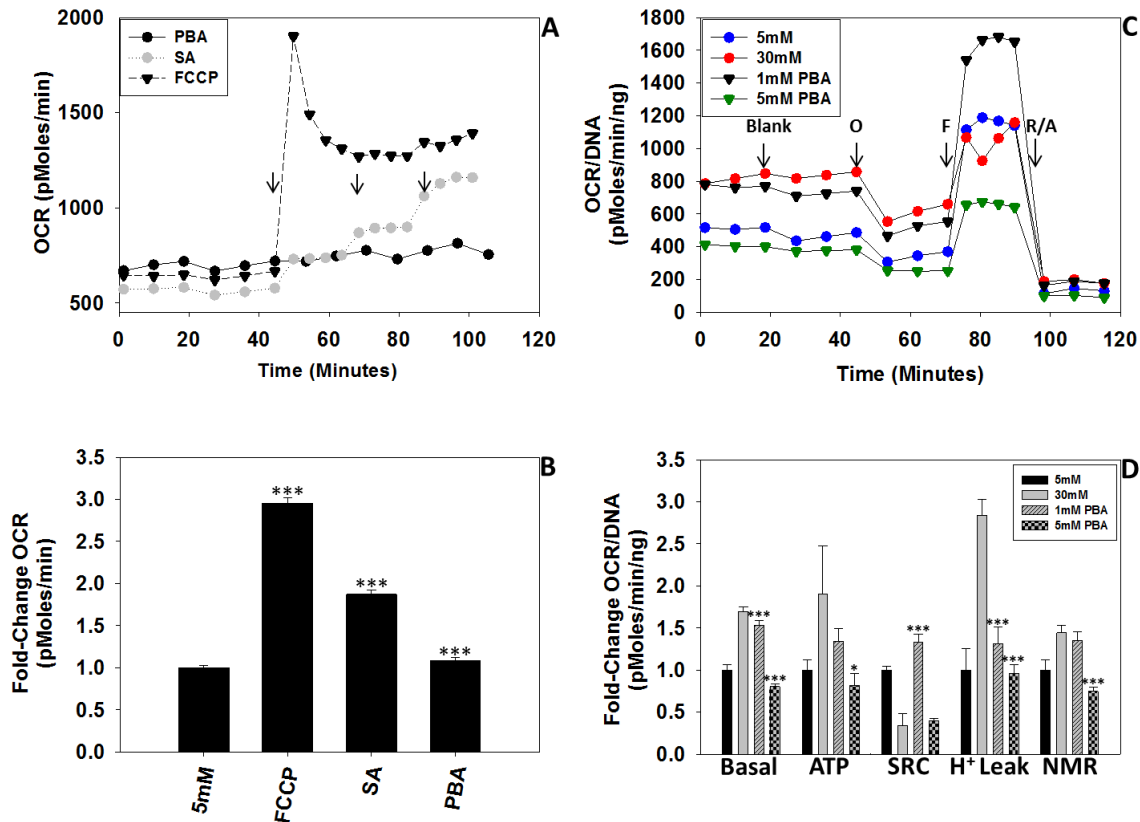 A
PBA
SA
FCCP
OCR (pMoles/min)
2000
1500
1000
500
0 20 40 60 80 100 120
Time (Minutes)
C
5mM
30mM
1mM PBA
5mM PBA
Blank O F R/A
OCR/DNA
(pMoles/min/ng)
1800
1600
1400
1200
1000
800
600
400
200
0
0 20 40 60 80 100 120
Time (Minutes)
B
Fold-Change OCR
(pMoles/min)
3.5
3.0
2.5
2.0
1.5
1.0
0.5
0.0
***
***
***
5mM FCCP SA PBA
D
5mM
30mM
1mM PBA
5mM PBA
Fold-Change OCR/DNA
(pMoles/min/ng)
3.5
3.0
2.5
2.0
1.5
1.0
0.5
0.0
*** *** * *** *** *** ***
Basal ATP SRC H⁺ Leak NMR